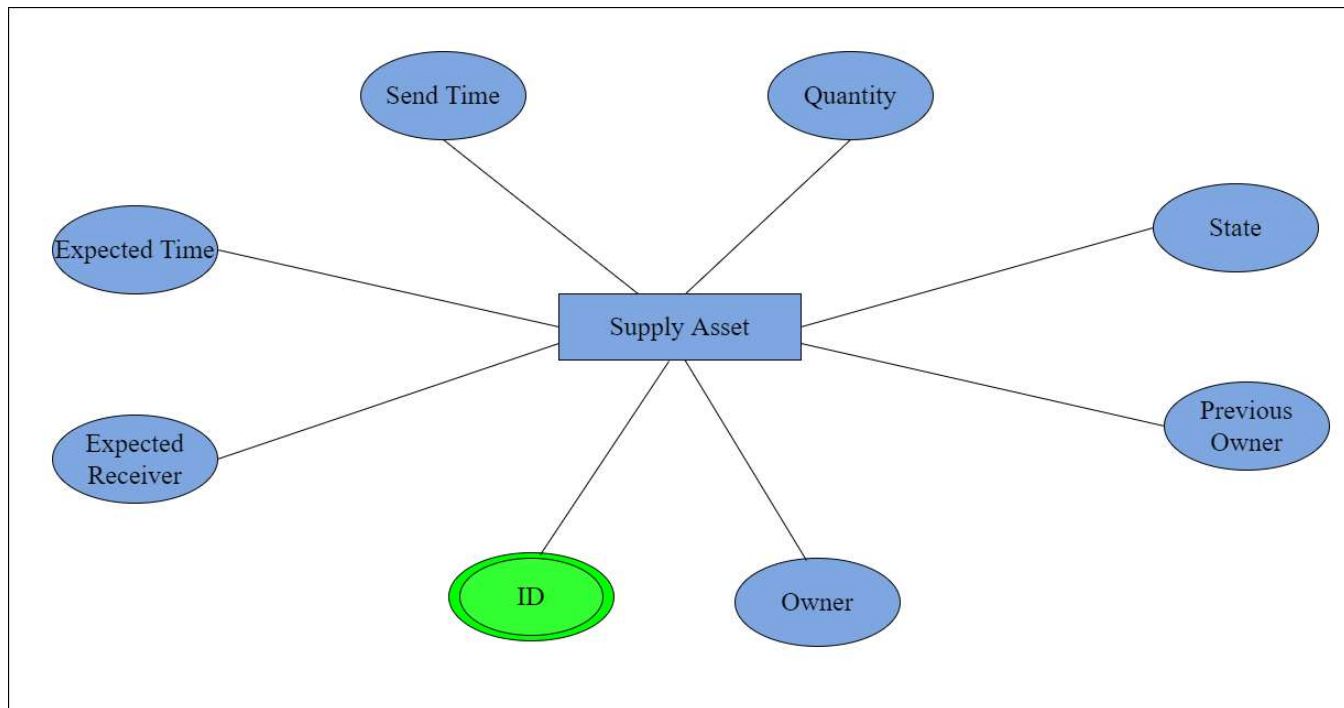 Send Time
Quantity
Expected Time
State
Supply Asset
Expected
Receiver
Previous
Owner
ID
Owner